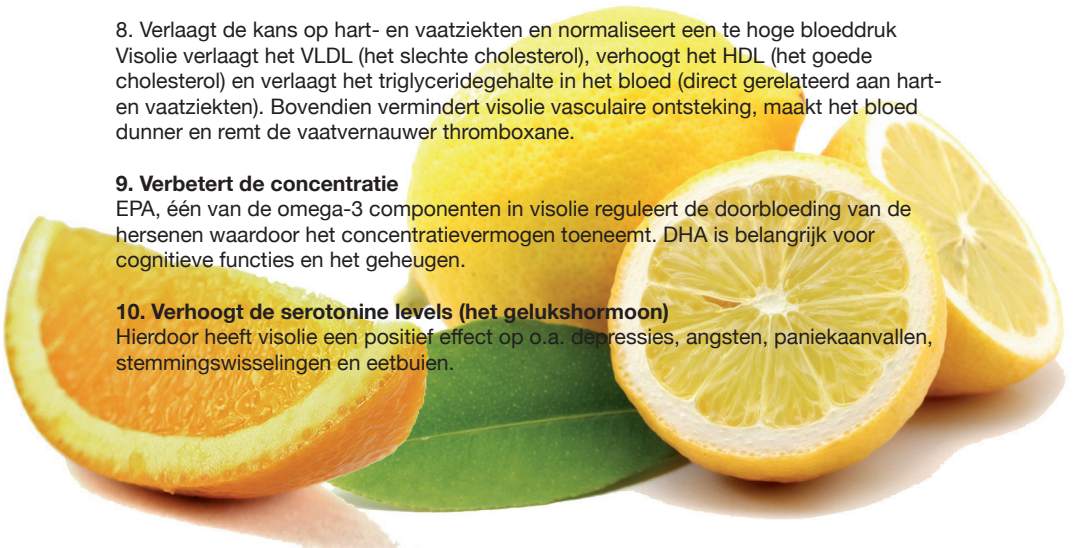 8. Verlaagt de kans op hart- en vaatziekten en normaliseert een te hoge bloeddruk
Visolie verlaagt het VLDL (het slechte cholesterol), verhoogt het HDL (het goede
cholesterol) en verlaagt het triglyceridegehalte in het bloed (direct gerelateerd aan hart-
en vaatziekten). Bovendien vermindert visolie vasculaire ontsteking, maakt het bloed
dunner en remt de vaatvernauwer thromboxane.
9. Verbetert de concentratie
EPA, één van de omega-3 componenten in visolie reguleert de doorbloeding van de
hersenen waardoor het concentratievermogen toeneemt. DHA is belangrijk voor
cognitieve functies en het geheugen.
10. Verhoogt de serotonine levels (het gelukshormoon)
Hierdoor heeft visolie een positief effect op o.a. depressies, angsten, paniekaanvallen,
stemmingswisselingen en eetbuien.